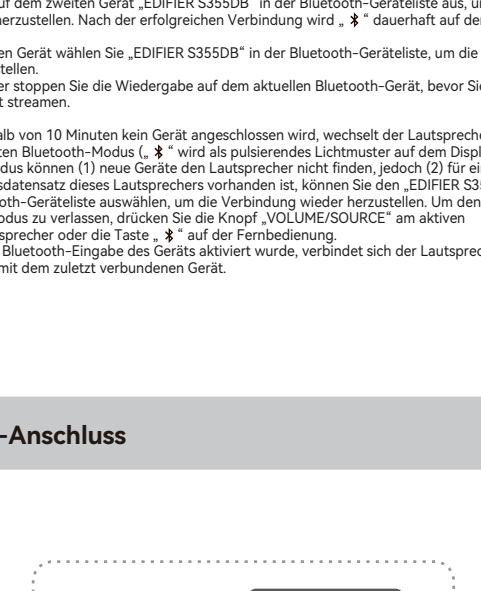 uf dem zweiten Gerät „EDIFIER S355DB“ in der Bluetooth-Geräteliste aus, u
herzustellen. Nach der erfolgreichen Verbindung wird „ “ dauerhaft auf de
en Gerät wählen Sie „EDIFIER S355DB“ in der Bluetooth-Geräteliste, um die
tellen.
er stoppen Sie die Wiedergabe auf dem aktuellen Bluetooth-Gerät, bevor Sie
t streamen.
alb von 10 Minuten kein Gerät angeschlossen wird, wechselt der Lautspreche
ten Bluetooth-Modus („ “ wird als pulsierendes Lichtmuster auf dem Displ
dus können (1) neue Geräte den Lautsprecher nicht finden, jedoch (2) für ei
sdatensatz dieses Lautsprechers vorhanden ist, können Sie den „EDIFIER S3
oth-Geräteliste auswählen, um die Verbindung wieder herzustellen. Um den
odus zu verlassen, drücken Sie die Knopf „VOLUME/SOURCE“ am aktiven
sprecher oder die Taste „ “ auf der Fernbedienung.
Bluetooth-Eingabe des Geräts aktiviert wurde, verbindet sich der Lautsprec
mit dem zuletzt verbundenen Gerät.
-Anschluss